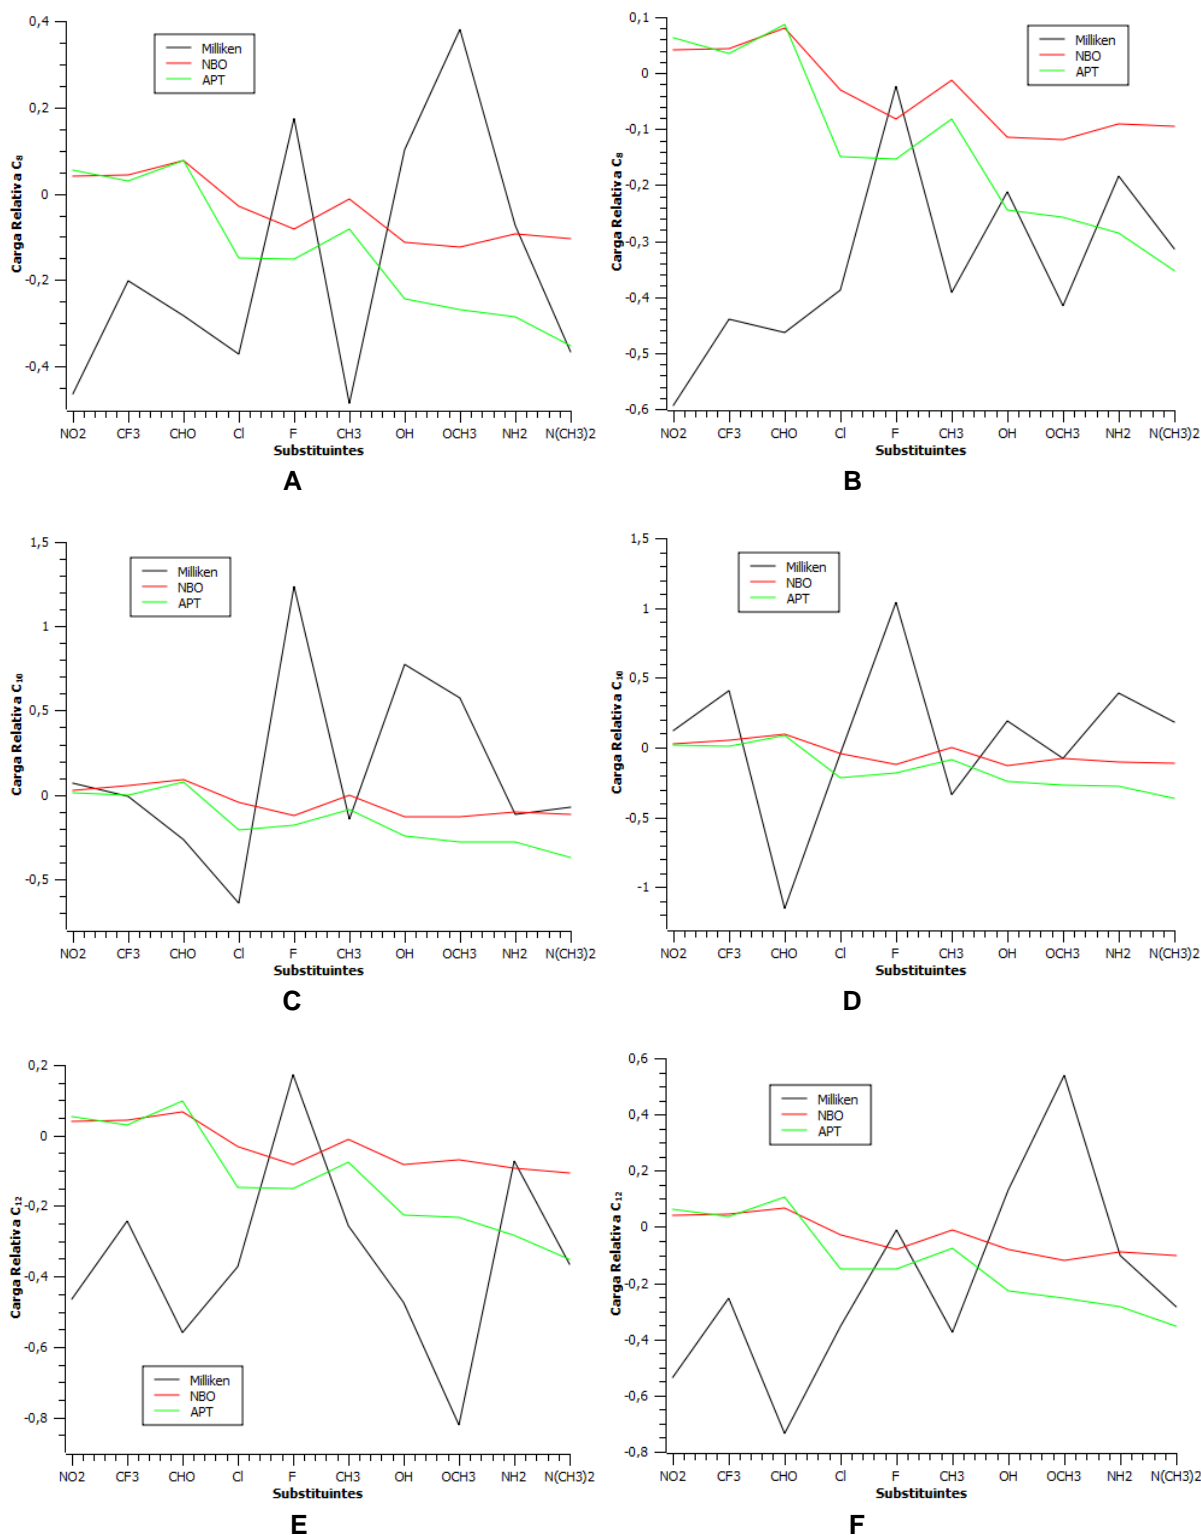 0,4
0,2
0
-0,2
-0,4
Carga Relativa C8
Milliken
NBO
APT
NO2 CF3 CHO Cl F CH3 OH OCH3 NH2 N(CH3)2
Substituintes
A
0,1
0
-0,1
-0,2
-0,3
-0,4
-0,5
-0,6
Carga Relativa C8
Milliken
NBO
APT
NO2 CF3 CHO Cl F CH3 OH OCH3 NH2 N(CH3)2
Substituintes
B
1,5
1
0,5
0
-0,5
Carga Relativa C10
Milliken
NBO
APT
NO2 CF3 CHO Cl F CH3 OH OCH3 NH2 N(CH3)2
Substituintes
C
1,5
1
0,5
0
-0,5
-1
Carga Relativa C10
Milliken
NBO
APT
NO2 CF3 CHO Cl F CH3 OH OCH3 NH2 N(CH3)2
Substituintes
D
0,2
0
-0,2
-0,4
-0,6
-0,8
Carga Relativa C12
Milliken
NBO
APT
NO2 CF3 CHO Cl F CH3 OH OCH3 NH2 N(CH3)2
Substituintes
E
0,6
0,4
0,2
0
-0,2
-0,4
-0,6
-0,8
Carga Relativa C12
Milliken
NBO
APT
NO2 CF3 CHO Cl F CH3 OH OCH3 NH2 N(CH3)2
Substituintes
F